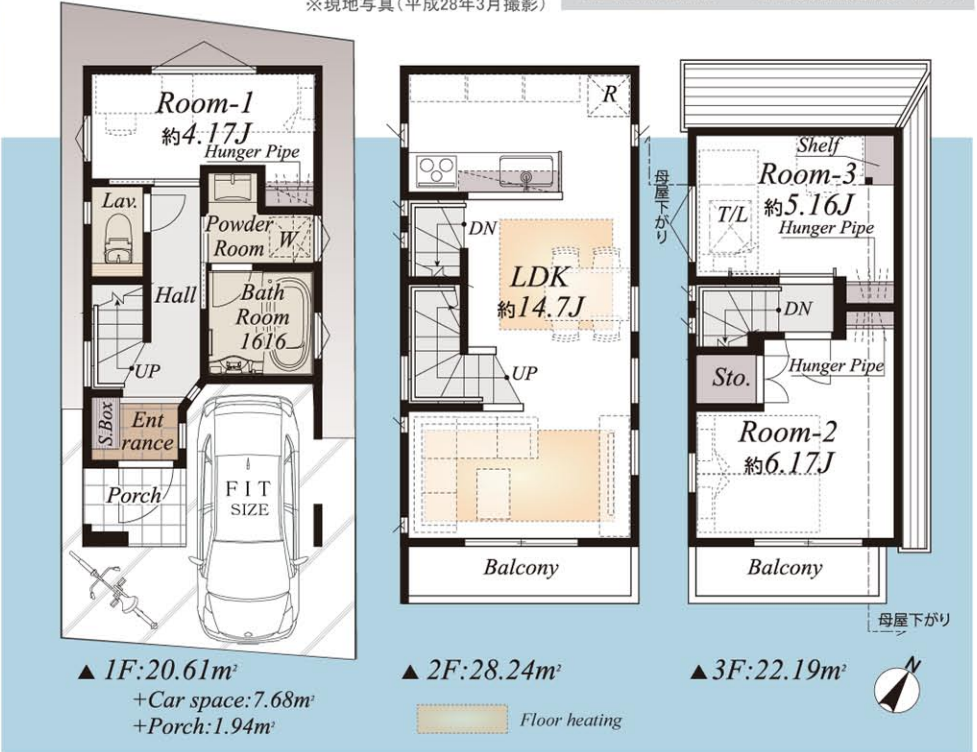 ※現地写真(平成28年3月撮影)
Room-1
約4.17J
Hunger Pipe
Lav.
Powder
Room
W
Hall
Bath
Room
1616
UP
S.Box
Ent
rance
Porch
FIT
SIZE
R
DN
LDK
約14.7J
UP
Balcony
母屋下がり
Shelf
Room-3
約5.16J
T/L
Hunger Pipe
DN
Hunger Pipe
Sto.
Room-2
約6.17J
Balcony
母屋下がり
▲ 1F:20.61m²
+Car space:7.68m²
+Porch:1.94m²
▲ 2F:28.24m²
Floor heating
▲ 3F:22.19m²
N